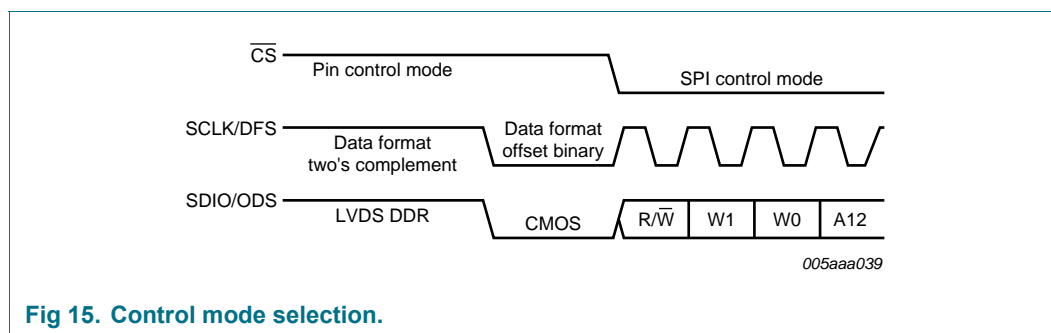 C̅S̅
Pin control mode
SPI control mode
SCLK/DFS
Data format
two's complement
Data format
offset binary
SDIO/ODS
LVDS DDR
CMOS
R/W̅
W1
W0
A12
005aaa039
Fig 15. Control mode selection.